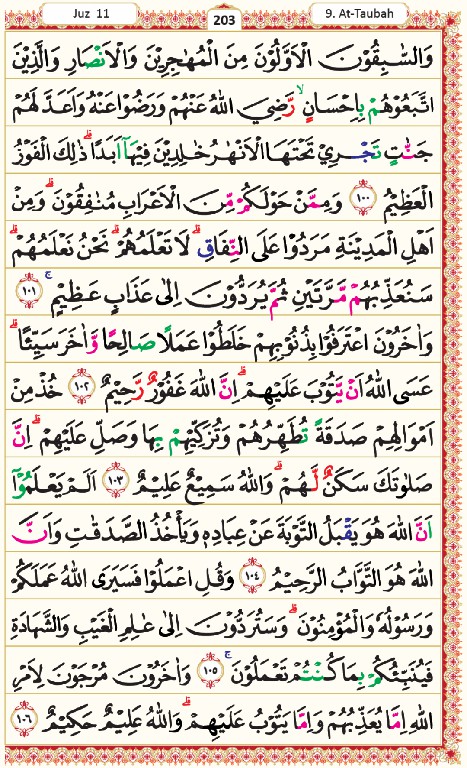 Juz 11
203
9. At-Taubah
وَالسّٰبِقُوْنَ الْاَوَّلُوْنَ مِنَ الْمُهٰجِرِيْنَ وَالْاَنْصَارِ وَالَّذِيْنَ
اتَّبَعُوْهُمْ بِاِحْسَانٍ ۙ رَّضِيَ اللّٰهُ عَنْهُمْ وَرَضُوْا عَنْهُ وَاَعَدَّ لَهُمْ
جَنّٰتٍ تَجْرِيْ تَحْتَهَا الْاَنْهٰرُ خٰلِدِيْنَ فِيْهَآ اَبَدًا ۗ ذٰلِكَ الْفَوْزُ
الْعَظِيْمُ ١٠٠ وَمِمَّنْ حَوْلَكُمْ مِّنَ الْاَعْرَابِ مُنٰفِقُوْنَ ۗ وَمِنْ
اَهْلِ الْمَدِيْنَةِ مَرَدُوْا عَلَى النِّفَاقِ ۗ لَا تَعْلَمُهُمْ ۗ نَحْنُ نَعْلَمُهُمْ ۗ
سَنُعَذِّبُهُمْ مَّرَّتَيْنِ ثُمَّ يُرَدُّوْنَ اِلٰى عَذَابٍ عَظِيْمٍ ۚ ١٠١
وَاٰخَرُوْنَ اعْتَرَفُوْا بِذُنُوْبِهِمْ خَلَطُوْا عَمَلًا صَالِحًا وَّاٰخَرَ سَيِّئًا ۗ
عَسَى اللّٰهُ اَنْ يَّتُوْبَ عَلَيْهِمْ ۗ اِنَّ اللّٰهَ غَفُوْرٌ رَّحِيْمٌ ١٠٢ خُذْ مِنْ
اَمْوَالِهِمْ صَدَقَةً تُطَهِّرُهُمْ وَتُزَكِّيْهِمْ بِهَا وَصَلِّ عَلَيْهِمْ ۗ اِنَّ
صَلٰوتَكَ سَكَنٌ لَّهُمْ ۗ وَاللّٰهُ سَمِيْعٌ عَلِيْمٌ ١٠٣ اَلَمْ يَعْلَمُوْٓا
اَنَّ اللّٰهَ هُوَ يَقْبَلُ التَّوْبَةَ عَنْ عِبَادِهٖ وَيَأْخُذُ الصَّدَقٰتِ وَاَنَّ
اللّٰهَ هُوَ التَّوَّابُ الرَّحِيْمُ ١٠٤ وَقُلِ اعْمَلُوْا فَسَيَرَى اللّٰهُ عَمَلَكُمْ
وَرَسُوْلُهٗ وَالْمُؤْمِنُوْنَ ۗ وَسَتُرَدُّوْنَ اِلٰى عٰلِمِ الْغَيْبِ وَالشَّهَادَةِ
فَيُنَبِّئُكُمْ بِمَا كُنْتُمْ تَعْمَلُوْنَ ۚ ١٠٥ وَاٰخَرُوْنَ مُرْجَوْنَ لِاَمْرِ
اللّٰهِ اِمَّا يُعَذِّبُهُمْ وَاِمَّا يَتُوْبُ عَلَيْهِمْ ۗ وَاللّٰهُ عَلِيْمٌ حَكِيْمٌ ١٠٦